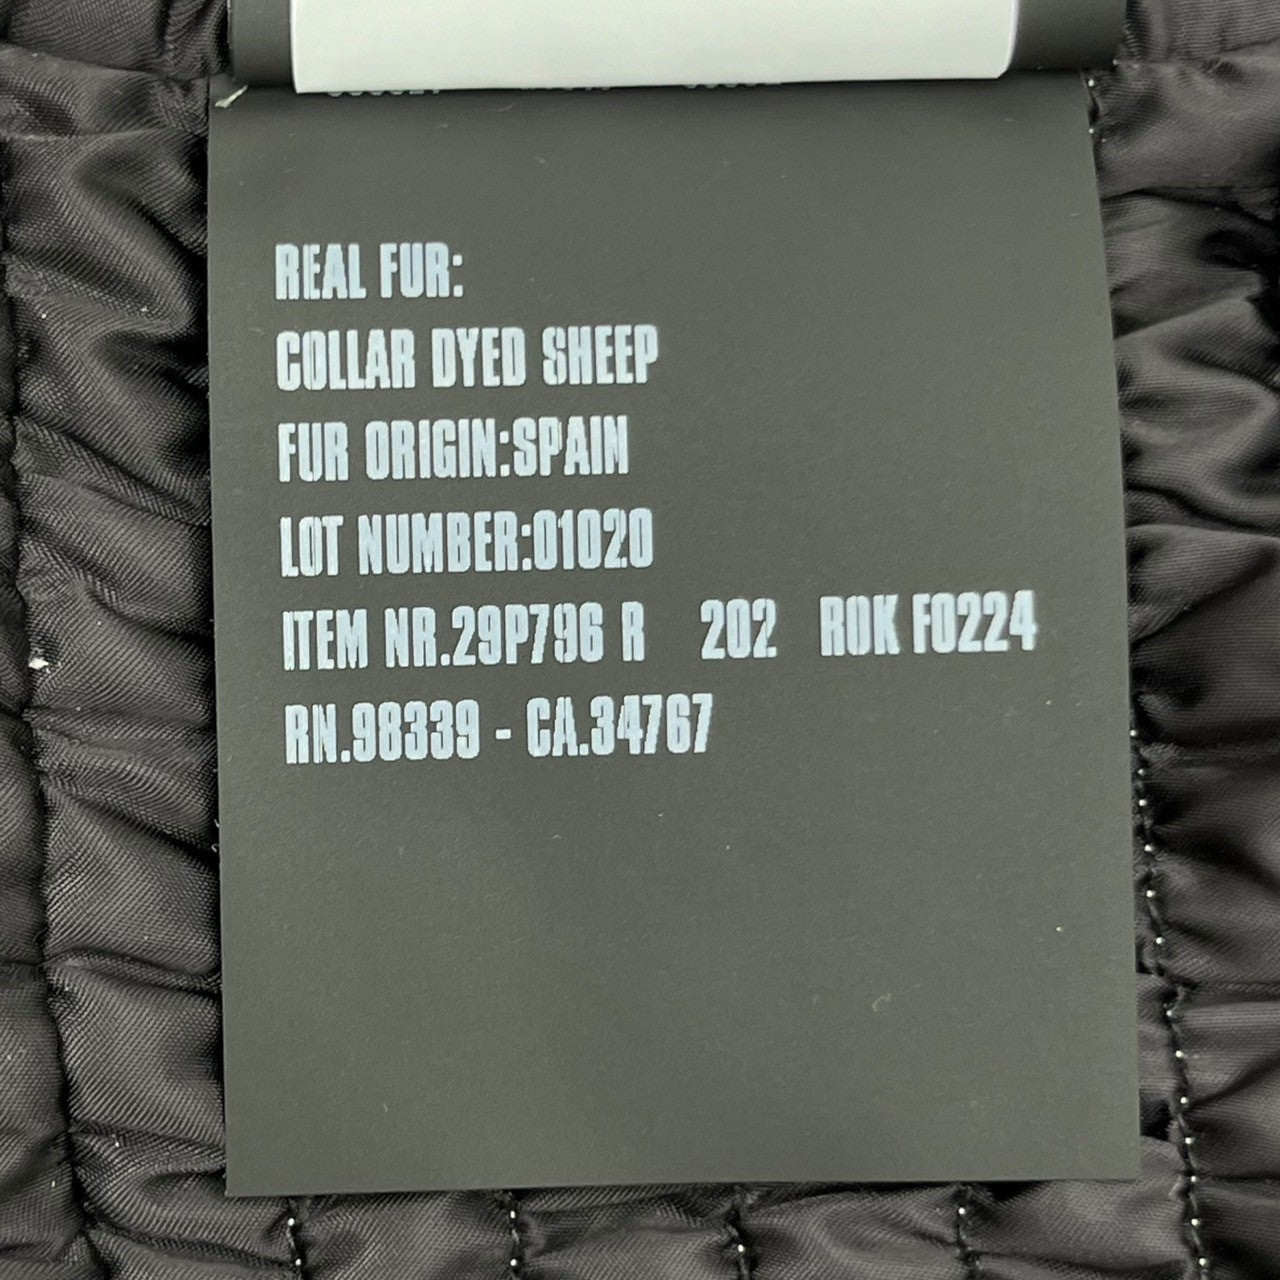 REAL FUR:
COLLAR DYED SHEEP
FUR ORIGIN:SPAIN
LOT NUMBER:01020
ITEM NR.29P796 R 202 ROK F0224
RN.98339 - CA.34767